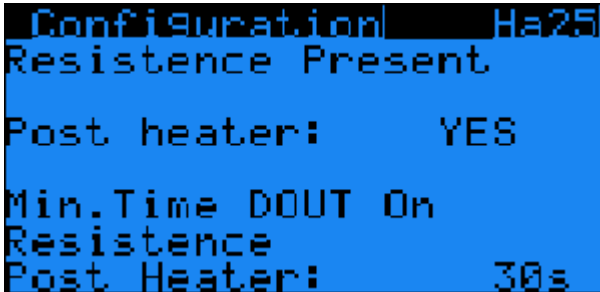 Configuration Ha25
Resistence Present
Post heater: YES
Min.Time DOUT On
Resistence
Post Heater: 30s